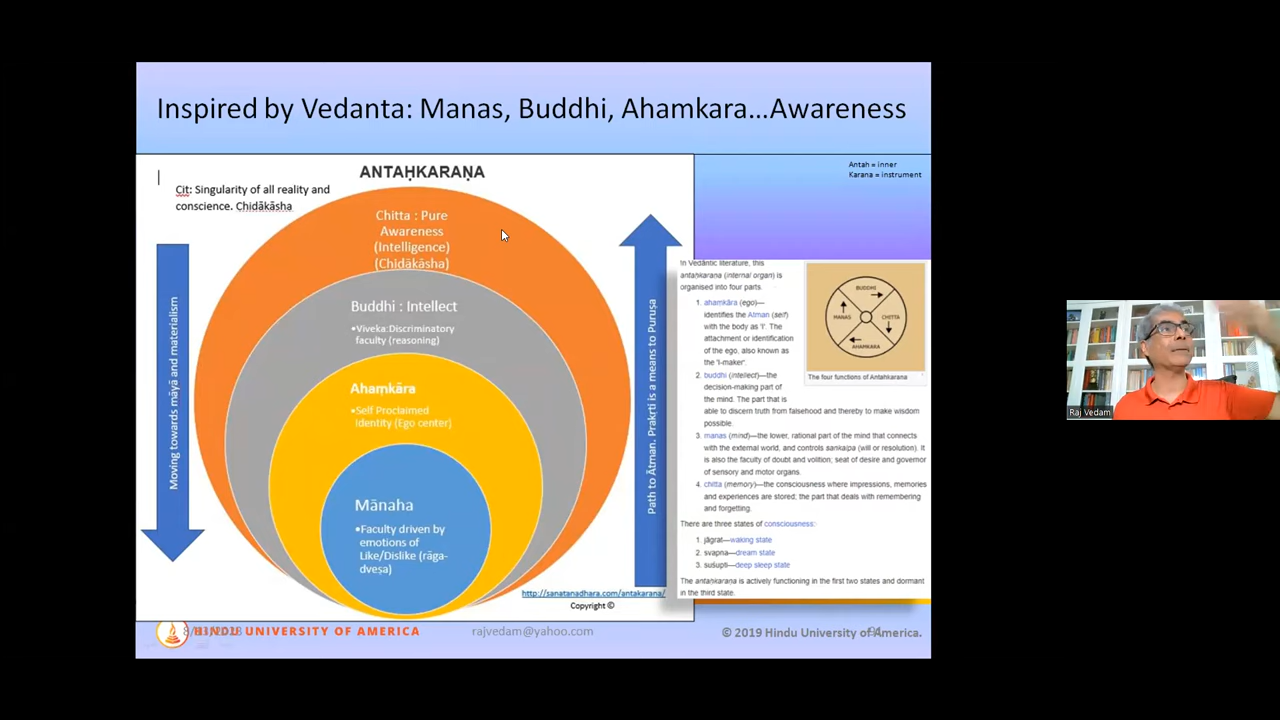 Inspired by Vedanta: Manas, Buddhi, Ahamkara...Awareness
Antah = inner
Karana = instrument
ANTAḤKARAṆA
Cit: Singularity of all reality and
conscience. Chidākāsha
Chitta : Pure
Awareness
(Intelligence)
(Chidākāsha)
Buddhi : Intellect
•Viveka:Discriminatory
faculty (reasoning)
Ahaṃkāra
•Self Proclaimed
Identity (Ego center)
Mānaha
•Faculty driven by
emotions of
Like/Dislike (rāga-
dveṣa)
Moving towards māyā and materialism
Path to Ātman. Prakṛti is a means to Puruṣa
http://sanatanadhara.com/antakarana/
Copyright ©
In Vedāntic literature, this
antaḥkaraṇa (internal organ) is
organised into four parts.
1. ahamkāra (ego)—
identifies the Atman (self)
with the body as 'I'. The
attachment or identification
of the ego, also known as
the 'I-maker'.
2. buddhi (intellect)—the
decision-making part of
the mind. The part that is
able to discern truth from falsehood and thereby to make wisdom
possible.
3. manas (mind)—the lower, rational part of the mind that connects
with the external world, and controls sankalpa (will or resolution). It
is also the faculty of doubt and volition; seat of desire and governor
of sensory and motor organs.
4. chitta (memory)—the consciousness where impressions, memories
and experiences are stored; the part that deals with remembering
and forgetting.
There are three states of consciousness:
1. jāgrat—waking state
2. svapna—dream state
3. suṣupti—deep sleep state
The antaḥkaraṇa is actively functioning in the first two states and dormant
in the third state.
BUDDHI
MANAS
CHITTA
AHAMKARA
The four functions of Antahkarana
HINDU UNIVERSITY OF AMERICA
rajvedam@yahoo.com
© 2019 Hindu University of America.
Raj Vedam